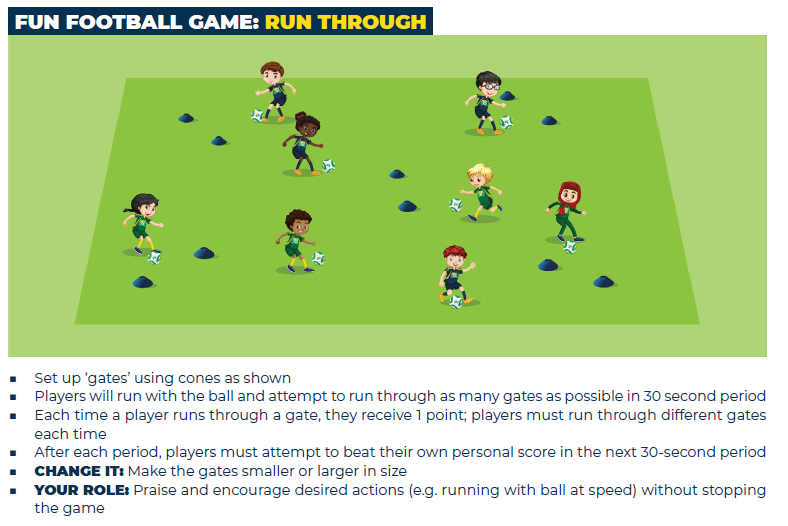 FUN FOOTBALL GAME: RUN THROUGH
▪ Set up ‘gates’ using cones as shown
▪ Players will run with the ball and attempt to run through as many gates as possible in 30 second period
▪ Each time a player runs through a gate, they receive 1 point; players must run through different gates
each time
▪ After each period, players must attempt to beat their own personal score in the next 30-second period
▪ CHANGE IT: Make the gates smaller or larger in size
▪ YOUR ROLE: Praise and encourage desired actions (e.g. running with ball at speed) without stopping
the game